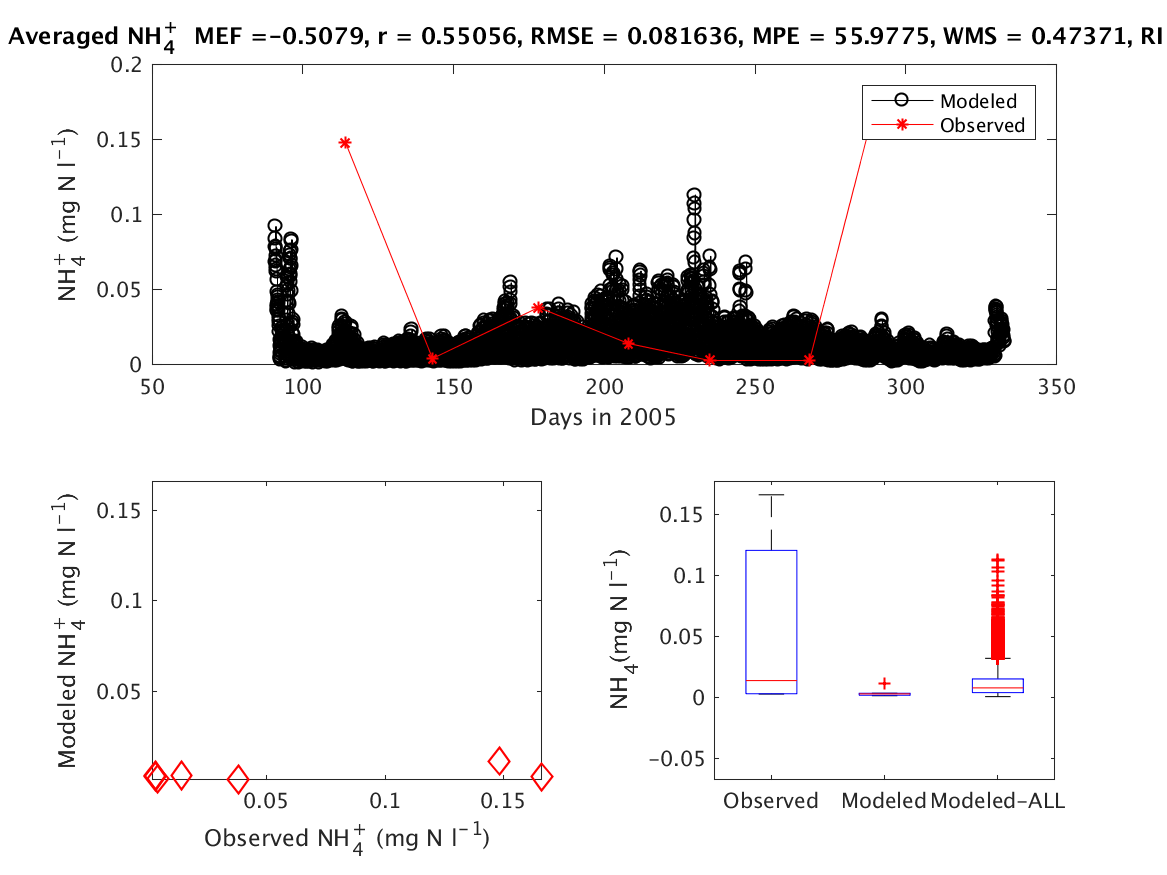 Averaged NH4+ MEF =-0.5079, r = 0.55056, RMSE = 0.081636, MPE = 55.9775, WMS = 0.47371, RI
0.2
0.15
0.1
0.05
0
NH4+ (mg N l-1)
50 100 150 200 250 300 350
Days in 2005
Modeled
Observed
0.15
0.1
0.05
Modeled NH4+ (mg N l-1)
0.05 0.1 0.15
Observed NH4+ (mg N l-1)
0.15
0.1
0.05
0
-0.05
NH4(mg N l-1)
Observed Modeled Modeled-ALL